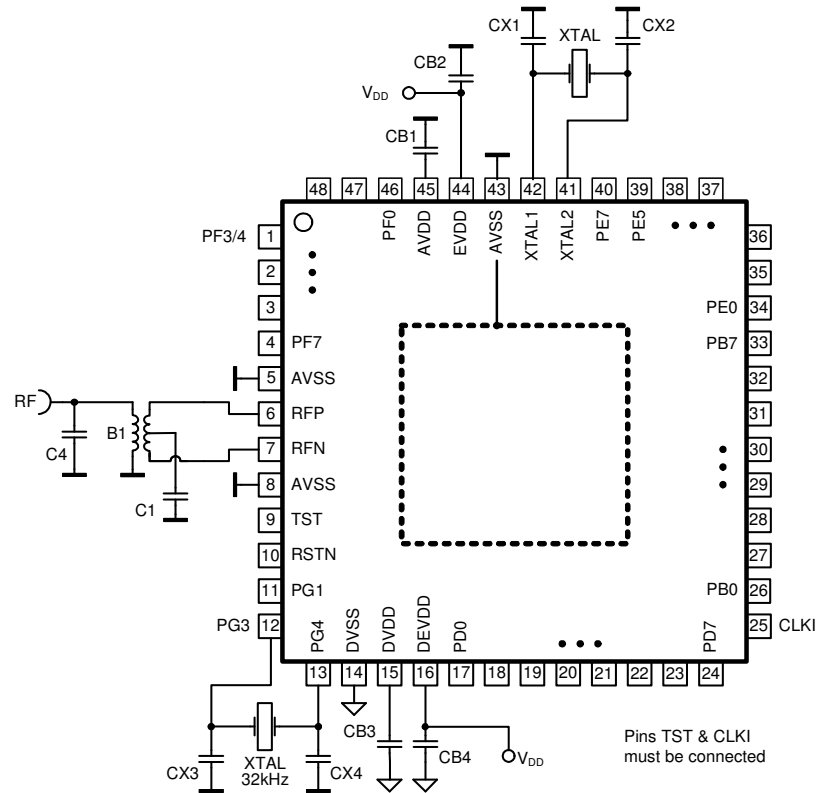 CX1
XTAL
CX2
CB2
VDD
CB1
48 47 46 45 44 43 42 41 40 39 38 37
PF0 AVDD EVDD AVSS XTAL1 XTAL2 PE7 PE5
PF3/4 1
36
2
35
3
PE0 34
4 PF7
PB7 33
5 AVSS
32
RF
6 RFP
31
B1
C4
7 RFN
30
8 AVSS
29
C1
9 TST
28
10 RSTN
27
11 PG1
PB0 26
PG3 12
25 CLKI
PG4 DVSS DVDD DEVDD PD0 PD7
13 14 15 16 17 18 19 20 21 22 23 24
CX3
XTAL
32kHz
CX4
CB3
CB4
VDD
Pins TST & CLKI
must be connected